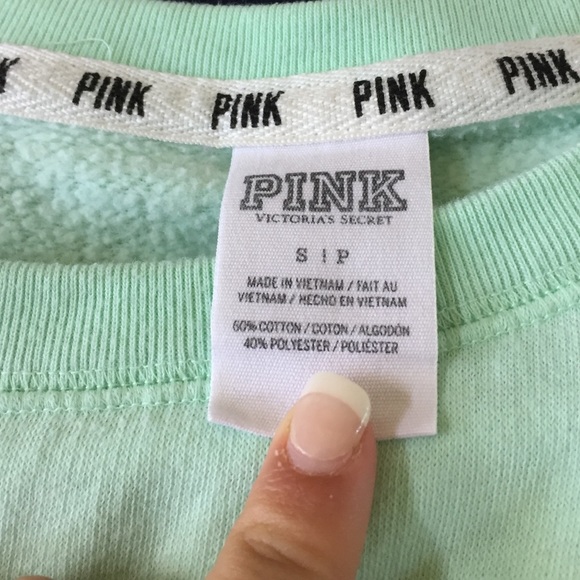 PINK PINK PINK PINK
PINK
VICTORIA'S SECRET
S | P
MADE IN VIETNAM / FAIT AU
VIETNAM / HECHO EN VIETNAM
60% COTTON / COTON / ALGODÓN
40% POLYESTER / POLIÉSTER